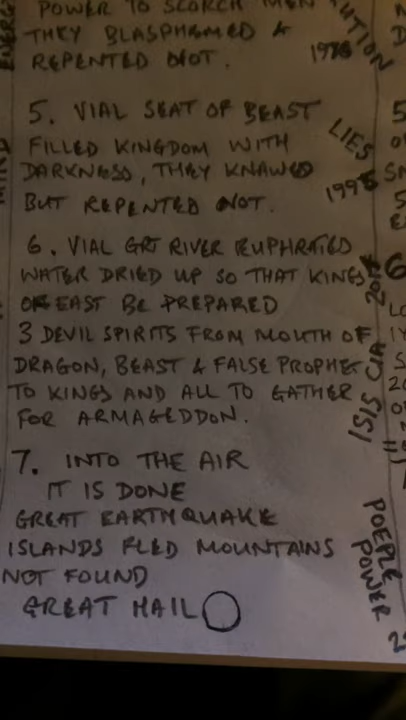 POWER TO SCORCH MEN
THEY BLASPHEMED &
REPENTED NOT.
5. VIAL SEAT OF BEAST
FILLED KINGDOM WITH
DARKNESS, THEY KNAWED
BUT REPENTED NOT.
6. VIAL GRT RIVER EUPHRATED
WATER DRIED UP SO THAT KINGS
OF EAST BE PREPARED
3 DEVIL SPIRITS FROM MOUTH OF
DRAGON, BEAST & FALSE PROPHET
TO KINGS AND ALL TO GATHER
FOR ARMAGEDDON.
7. INTO THE AIR
IT IS DONE
GREAT EARTHQUAKE
ISLANDS FLED MOUNTAINS
NOT FOUND
GREAT HAIL
LIES
ISIS CIA
POEPLE
POWER